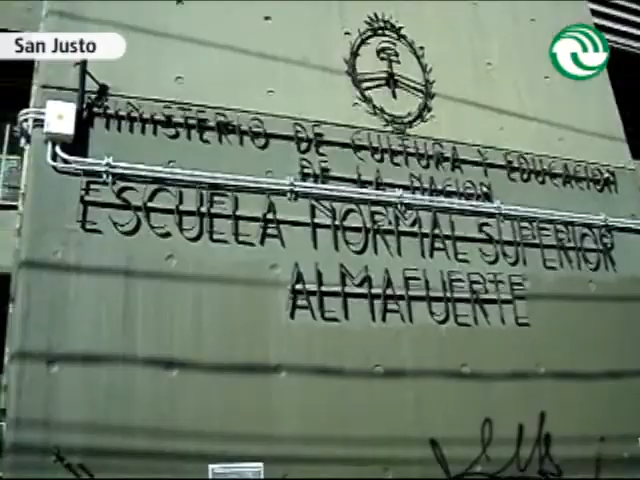 San Justo
MINISTERIO DE CULTURA Y EDUCACION
DE LA NACION
ESCUELA NORMAL SUPERIOR
ALMAFUERTE